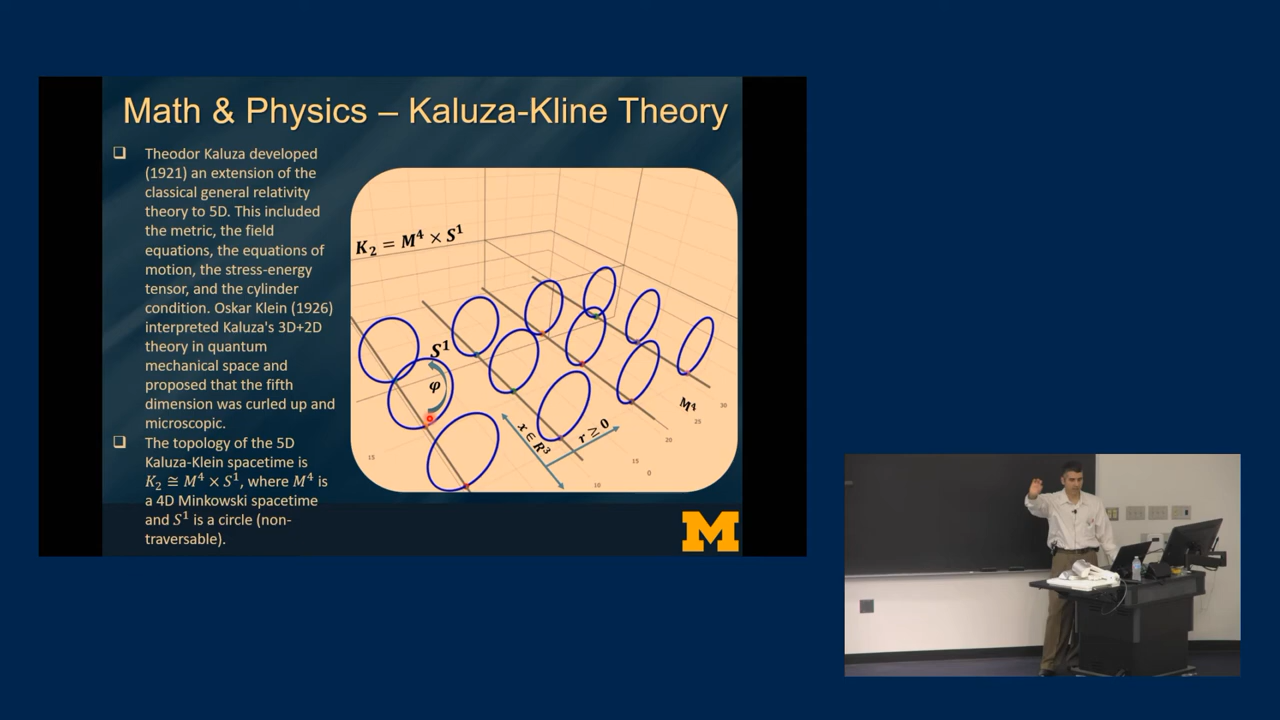 Math & Physics – Kaluza-Kline Theory
❑ Theodor Kaluza developed
(1921) an extension of the
classical general relativity
theory to 5D. This included
the metric, the field
equations, the equations of
motion, the stress-energy
tensor, and the cylinder
condition. Oskar Klein (1926)
interpreted Kaluza's 3D+2D
theory in quantum
mechanical space and
proposed that the fifth
dimension was curled up and
microscopic.
❑ The topology of the 5D
Kaluza-Klein spacetime is
K₂ ≅ M⁴ × S¹, where M⁴ is
a 4D Minkowski spacetime
and S¹ is a circle (non-
traversable).
K₂ = M⁴ × S¹
S¹
φ
x ∈ R³
r ≥ 0
M⁴
15
10
15
0
20
25
30
M